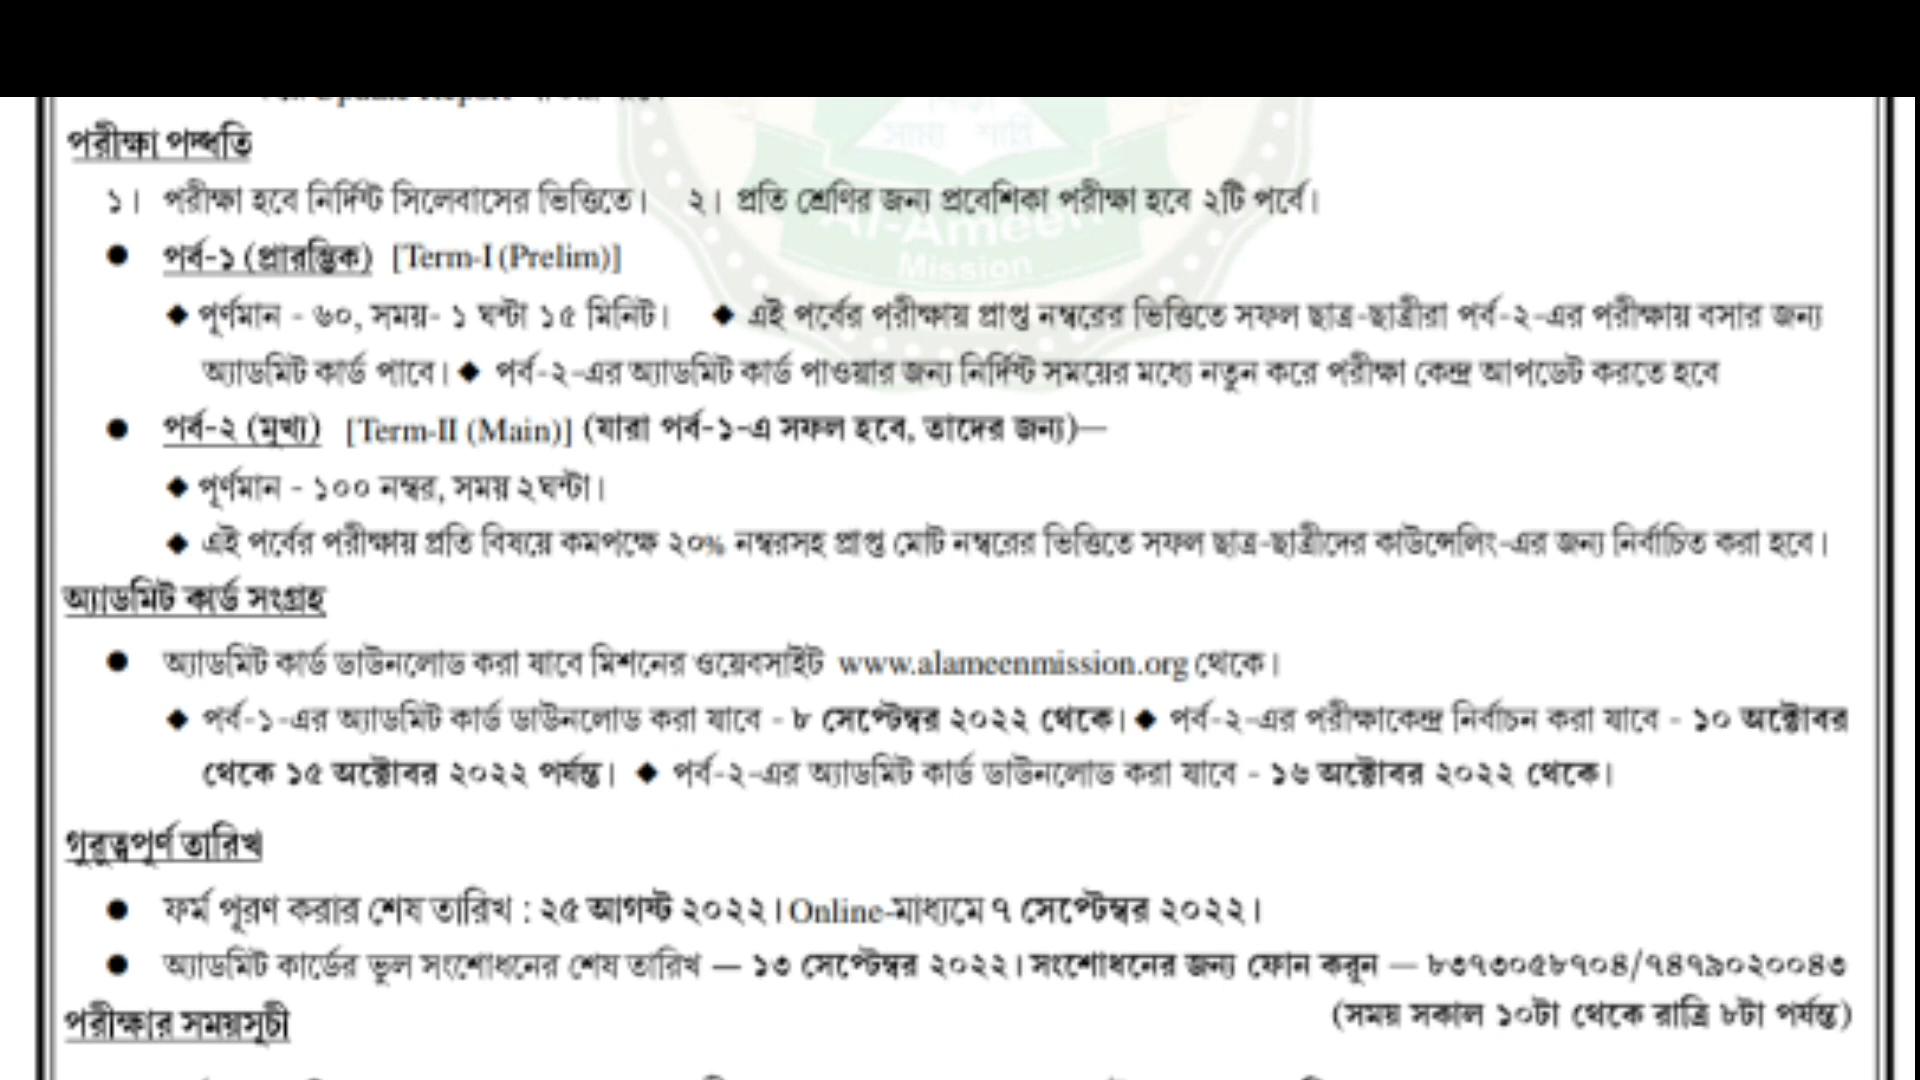 Update Report
সাম্য শান্তি
Al-Ameen
Mission
পরীক্ষা পদ্ধতি
১। পরীক্ষা হবে নির্দিষ্ট সিলেবাসের ভিত্তিতে। ২। প্রতি শ্রেণির জন্য প্রবেশিকা পরীক্ষা হবে ২টি পর্বে।
● পর্ব-১ (প্রারম্ভিক) [Term-I (Prelim)]
◆ পূর্ণমান - ৬০, সময়- ১ ঘন্টা ১৫ মিনিট। ◆ এই পর্বের পরীক্ষায় প্রাপ্ত নম্বরের ভিত্তিতে সফল ছাত্র-ছাত্রীরা পর্ব-২-এর পরীক্ষায় বসার জন্য
অ্যাডমিট কার্ড পাবে। ◆ পর্ব-২-এর অ্যাডমিট কার্ড পাওয়ার জন্য নির্দিষ্ট সময়ের মধ্যে নতুন করে পরীক্ষা কেন্দ্র আপডেট করতে হবে
● পর্ব-২ (মুখ্য) [Term-II (Main)] (যারা পর্ব-১-এ সফল হবে, তাদের জন্য)—
◆ পূর্ণমান - ১০০ নম্বর, সময় ২ঘন্টা।
◆ এই পর্বের পরীক্ষায় প্রতি বিষয়ে কমপক্ষে ২০% নম্বরসহ প্রাপ্ত মোট নম্বরের ভিত্তিতে সফল ছাত্র-ছাত্রীদের কাউন্সেলিং-এর জন্য নির্বাচিত করা হবে।
অ্যাডমিট কার্ড সংগ্রহ
● অ্যাডমিট কার্ড ডাউনলোড করা যাবে মিশনের ওয়েবসাইট www.alameenmission.org থেকে।
◆ পর্ব-১-এর অ্যাডমিট কার্ড ডাউনলোড করা যাবে - ৮ সেপ্টেম্বর ২০২২ থেকে। ◆ পর্ব-২-এর পরীক্ষাকেন্দ্র নির্বাচন করা যাবে - ১০ অক্টোবর
থেকে ১৫ অক্টোবর ২০২২ পর্যন্ত। ◆ পর্ব-২-এর অ্যাডমিট কার্ড ডাউনলোড করা যাবে - ১৬ অক্টোবর ২০২২ থেকে।
গুরুত্বপূর্ণ তারিখ
● ফর্ম পূরণ করার শেষ তারিখ : ২৫ আগস্ট ২০২২। Online-মাধ্যমে ৭ সেপ্টেম্বর ২০২২।
● অ্যাডমিট কার্ডের ভুল সংশোধনের শেষ তারিখ — ১৩ সেপ্টেম্বর ২০২২। সংশোধনের জন্য ফোন করুন — ৮৩৭৩০৫৮৭০৪/৭৪৭৯০২০০৪৩
(সময় সকাল ১০টা থেকে রাত্রি ৮টা পর্যন্ত)
পরীক্ষার সময়সূচী